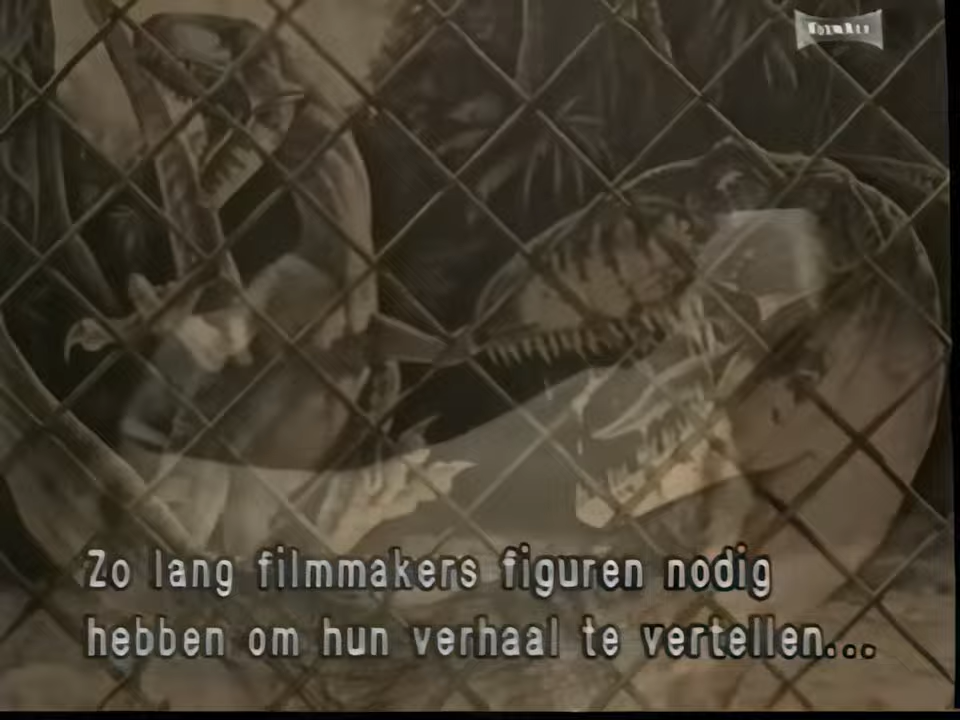 Zo lang filmmakers figuren nodig
hebben om hun verhaal te vertellen...